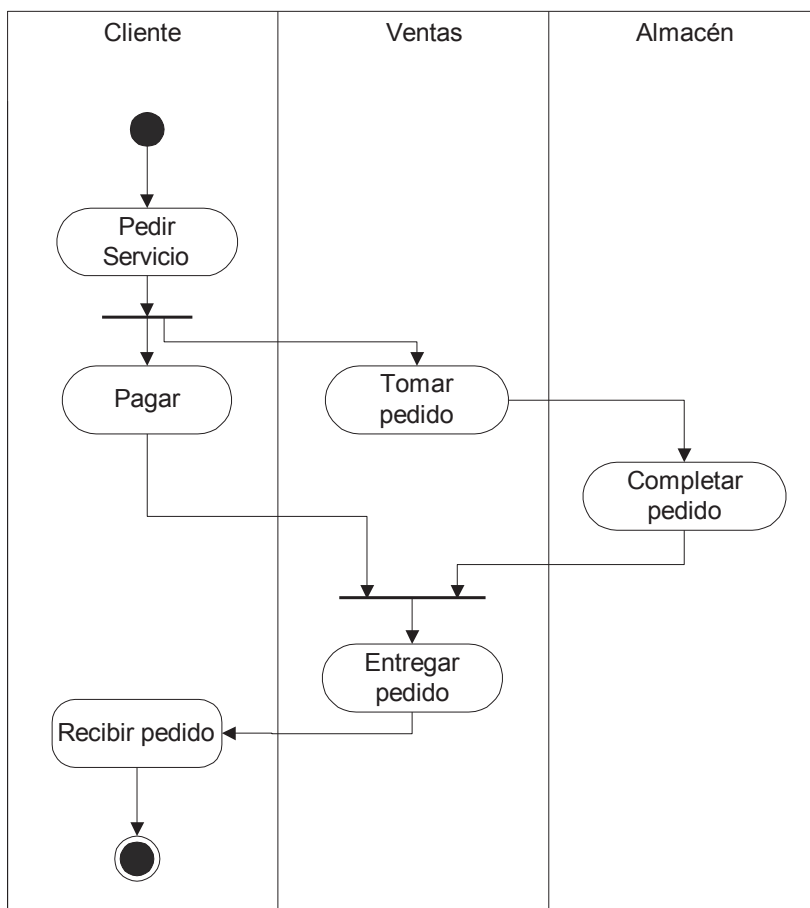 Cliente
Ventas
Almacén
Pedir
Servicio
Pagar
Tomar
pedido
Completar
pedido
Entregar
pedido
Recibir pedido